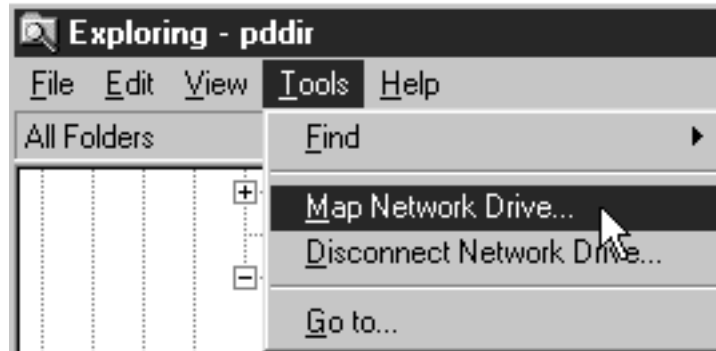 Exploring - pddir
File Edit View Tools Help
All Folders
Find
Map Network Drive...
Disconnect Network Drive...
Go to...